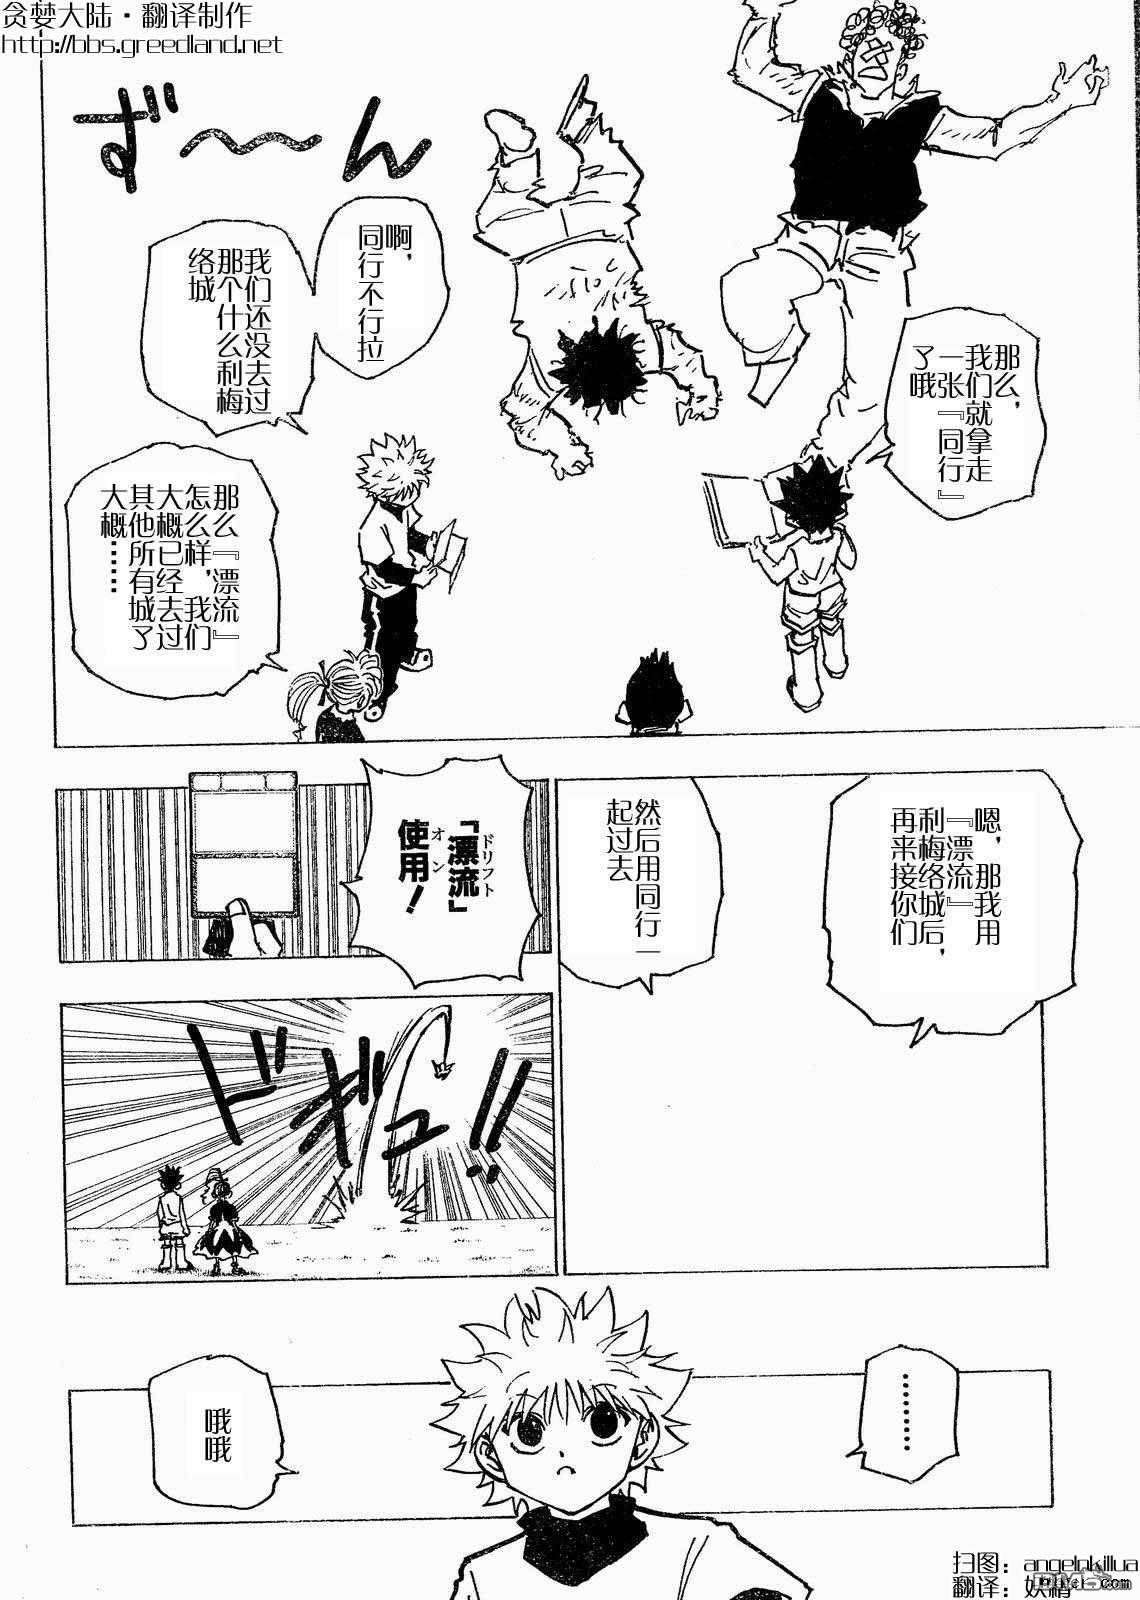 贪婪大陆·翻译制作
http://bbs.greedland.net
ず〜〜ん
那么,
我们就拿走
一张『同行』
了哦
啊,
同行不行拉
我们还没去过
那个什么利梅
络城
那么『漂流』
怎么样,我们
大概已经去过
其他所有城了
大概……
嗯,那我用
『漂流』
利梅络城后,
再来接你们
然后用同行一
起过去
「漂流」
ドリフト
使用!
オン
ドギュ!!
………
哦
哦
扫图:angelnkillua
翻译:妖精